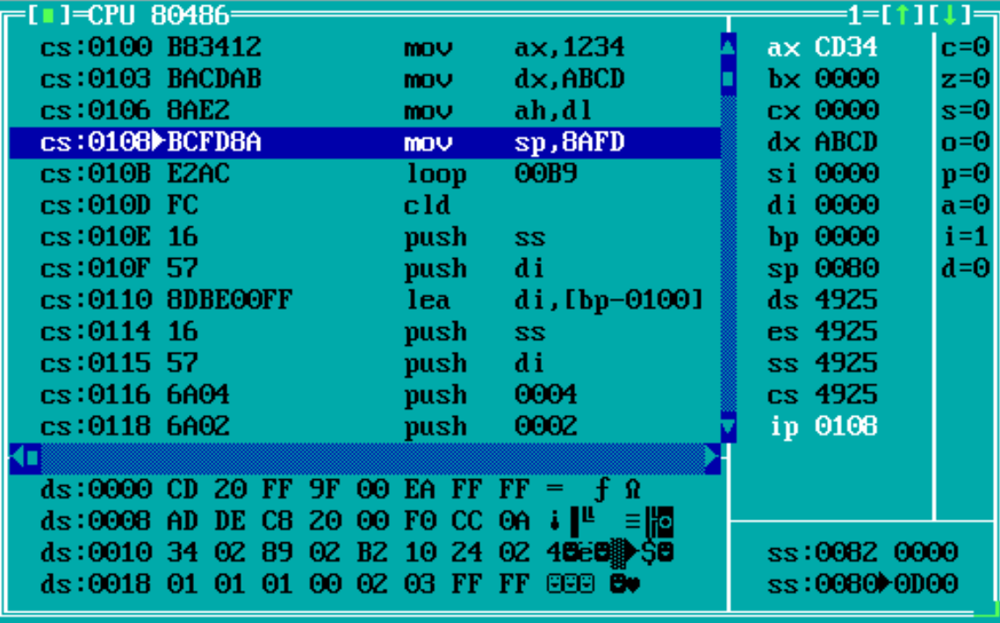 [■]=CPU 80486 1=[↑][↓]
cs:0100 B83412 mov ax,1234
cs:0103 BACDAB mov dx,ABCD
cs:0106 8AE2 mov ah,dl
cs:0108►BCFD8A mov sp,8AFD
cs:010B E2AC loop 00B9
cs:010D FC cld
cs:010E 16 push ss
cs:010F 57 push di
cs:0110 8DBE00FF lea di,[bp-0100]
cs:0114 16 push ss
cs:0115 57 push di
cs:0116 6A04 push 0004
cs:0118 6A02 push 0002
ds:0000 CD 20 FF 9F 00 EA FF FF = ƒ Ω
ds:0008 AD DE C8 20 00 F0 CC 0A ¡▐╚ ≡╠◙
ds:0010 34 02 89 02 B2 10 24 02 4☻ë☻▓►$☻
ds:0018 01 01 01 00 02 03 FF FF ☺☺☺ ☻♥
ax CD34
bx 0000
cx 0000
dx ABCD
si 0000
di 0000
bp 0000
sp 0080
ds 4925
es 4925
ss 4925
cs 4925
ip 0108
c=0
z=0
s=0
o=0
p=0
a=0
i=1
d=0
ss:0082 0000
ss:0080►0D00